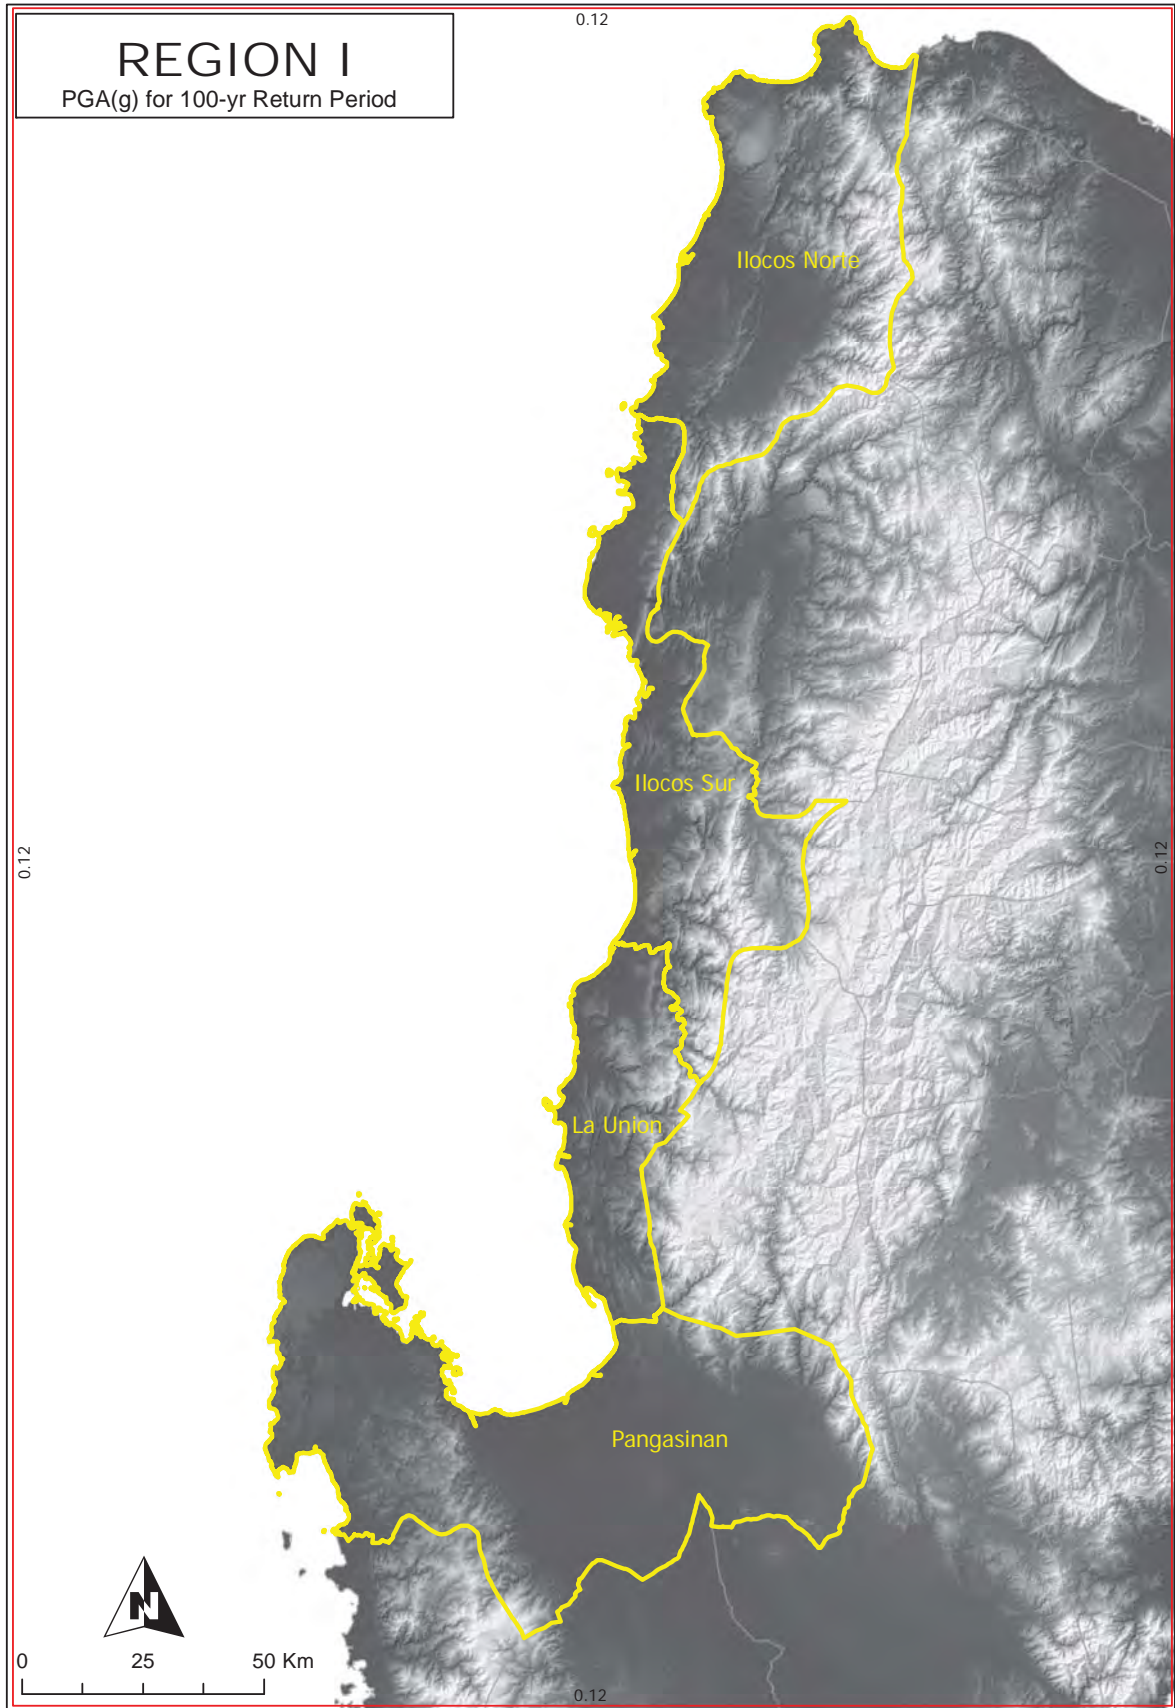 0.12
REGION I
PGA(g) for 100-yr Return Period
Ilocos Norte
Ilocos Sur
0.12
0.12
La Union
Pangasinan
N
0 25 50 Km
0.12